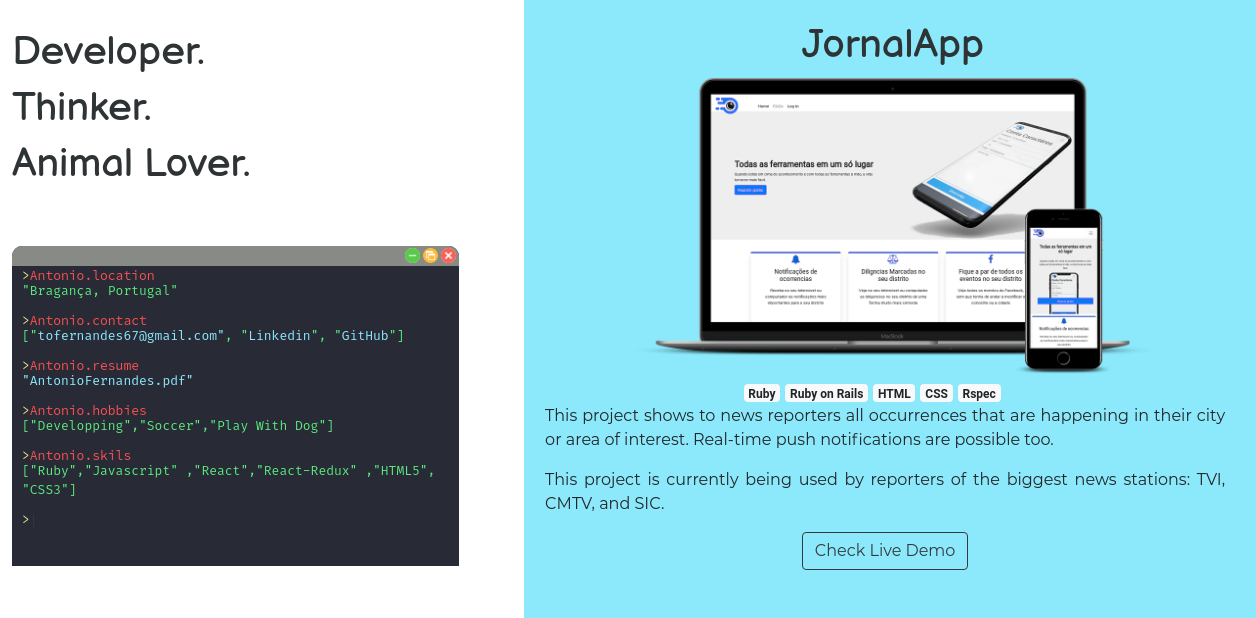 Developer.
Thinker.
Animal Lover.
>Antonio.location
"Bragança, Portugal"
>Antonio.contact
["tofernandes67@gmail.com", "Linkedin", "GitHub"]
>Antonio.resume
"AntonioFernandes.pdf"
>Antonio.hobbies
["Developping","Soccer","Play With Dog"]
>Antonio.skils
["Ruby","Javascript" ,"React","React-Redux" ,"HTML5",
"CSS3"]
>
JornalApp
Home Log in
Todas as ferramentas em um só lugar
Notificações de
ocorrencias
Diligncias Marcadas no
seu distrito
Fique a par de todos os
eventos no seu distrito
Todas as ferramentas em um
só lugar
Notificações de ocorrencias
MacBook
Ruby Ruby on Rails HTML CSS Rspec
This project shows to news reporters all occurrences that are happening in their city
or area of interest. Real-time push notifications are possible too.
This project is currently being used by reporters of the biggest news stations: TVI,
CMTV, and SIC.
Check Live Demo